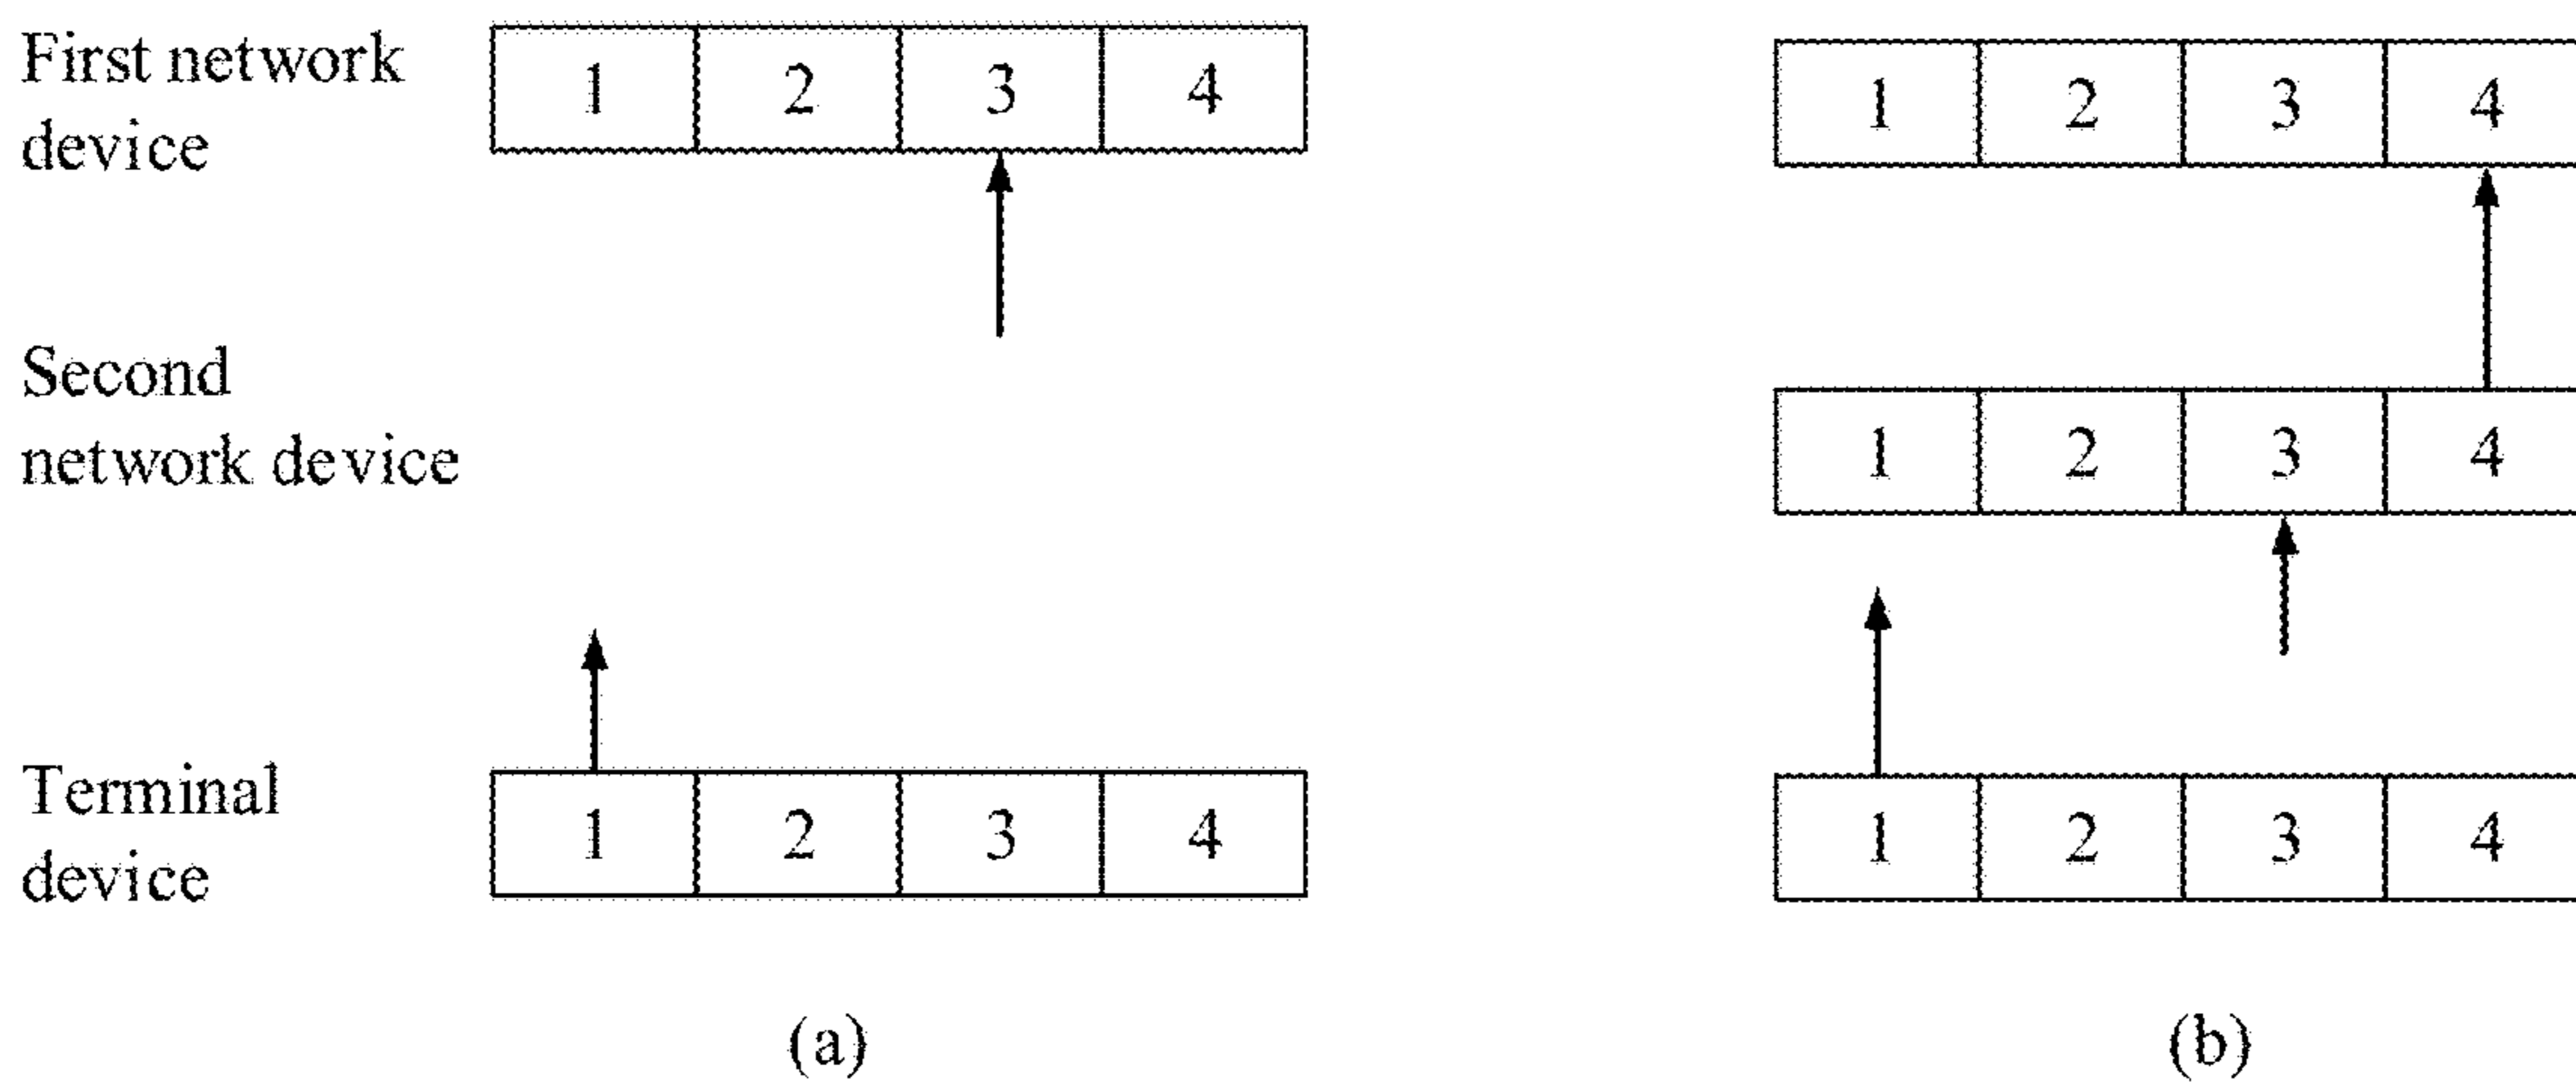 First network
device
1 2 3 4
1 2 3 4
Second
network device
1 2 3 4
Terminal
device
1 2 3 4
1 2 3 4
(a)
(b)